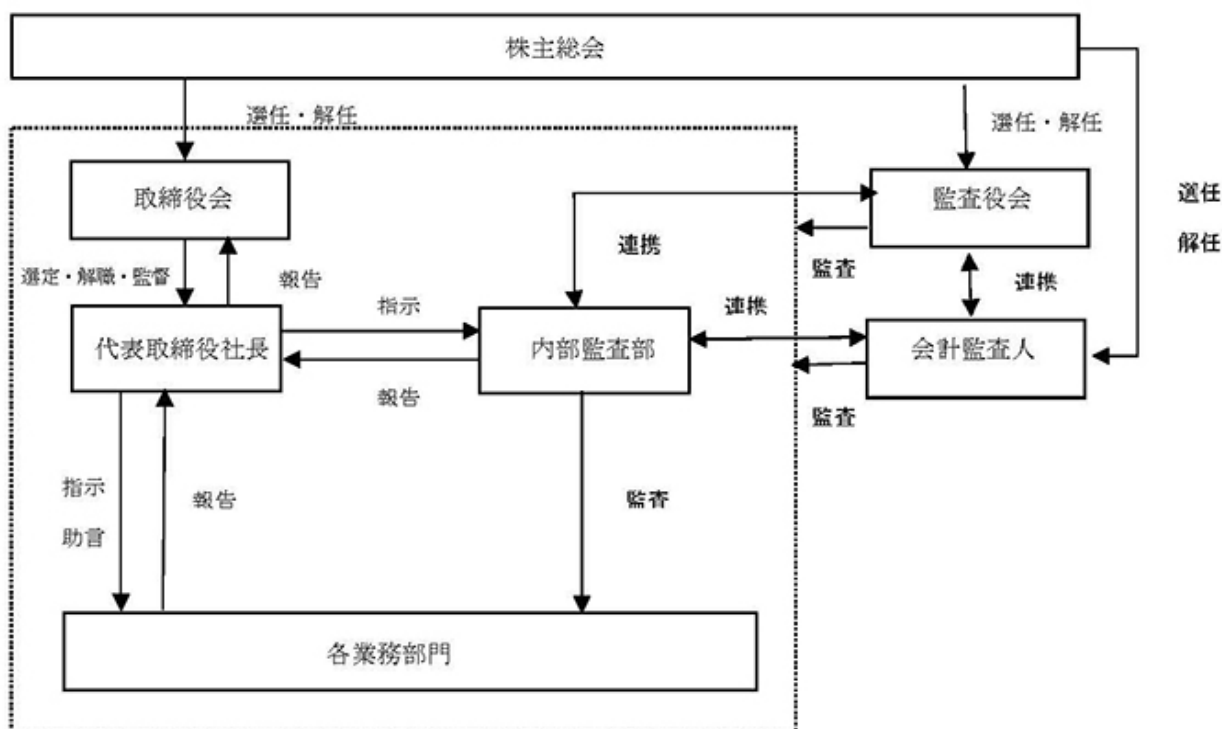 株主総会
選任・解任
選任・解任
取締役会
監査役会
選任
解任
連携
監査
選定・解職・監督
報告
連携
指示
連携
代表取締役社長
内部監査部
会計監査人
報告
監査
指示
助言
報告
監査
各業務部門